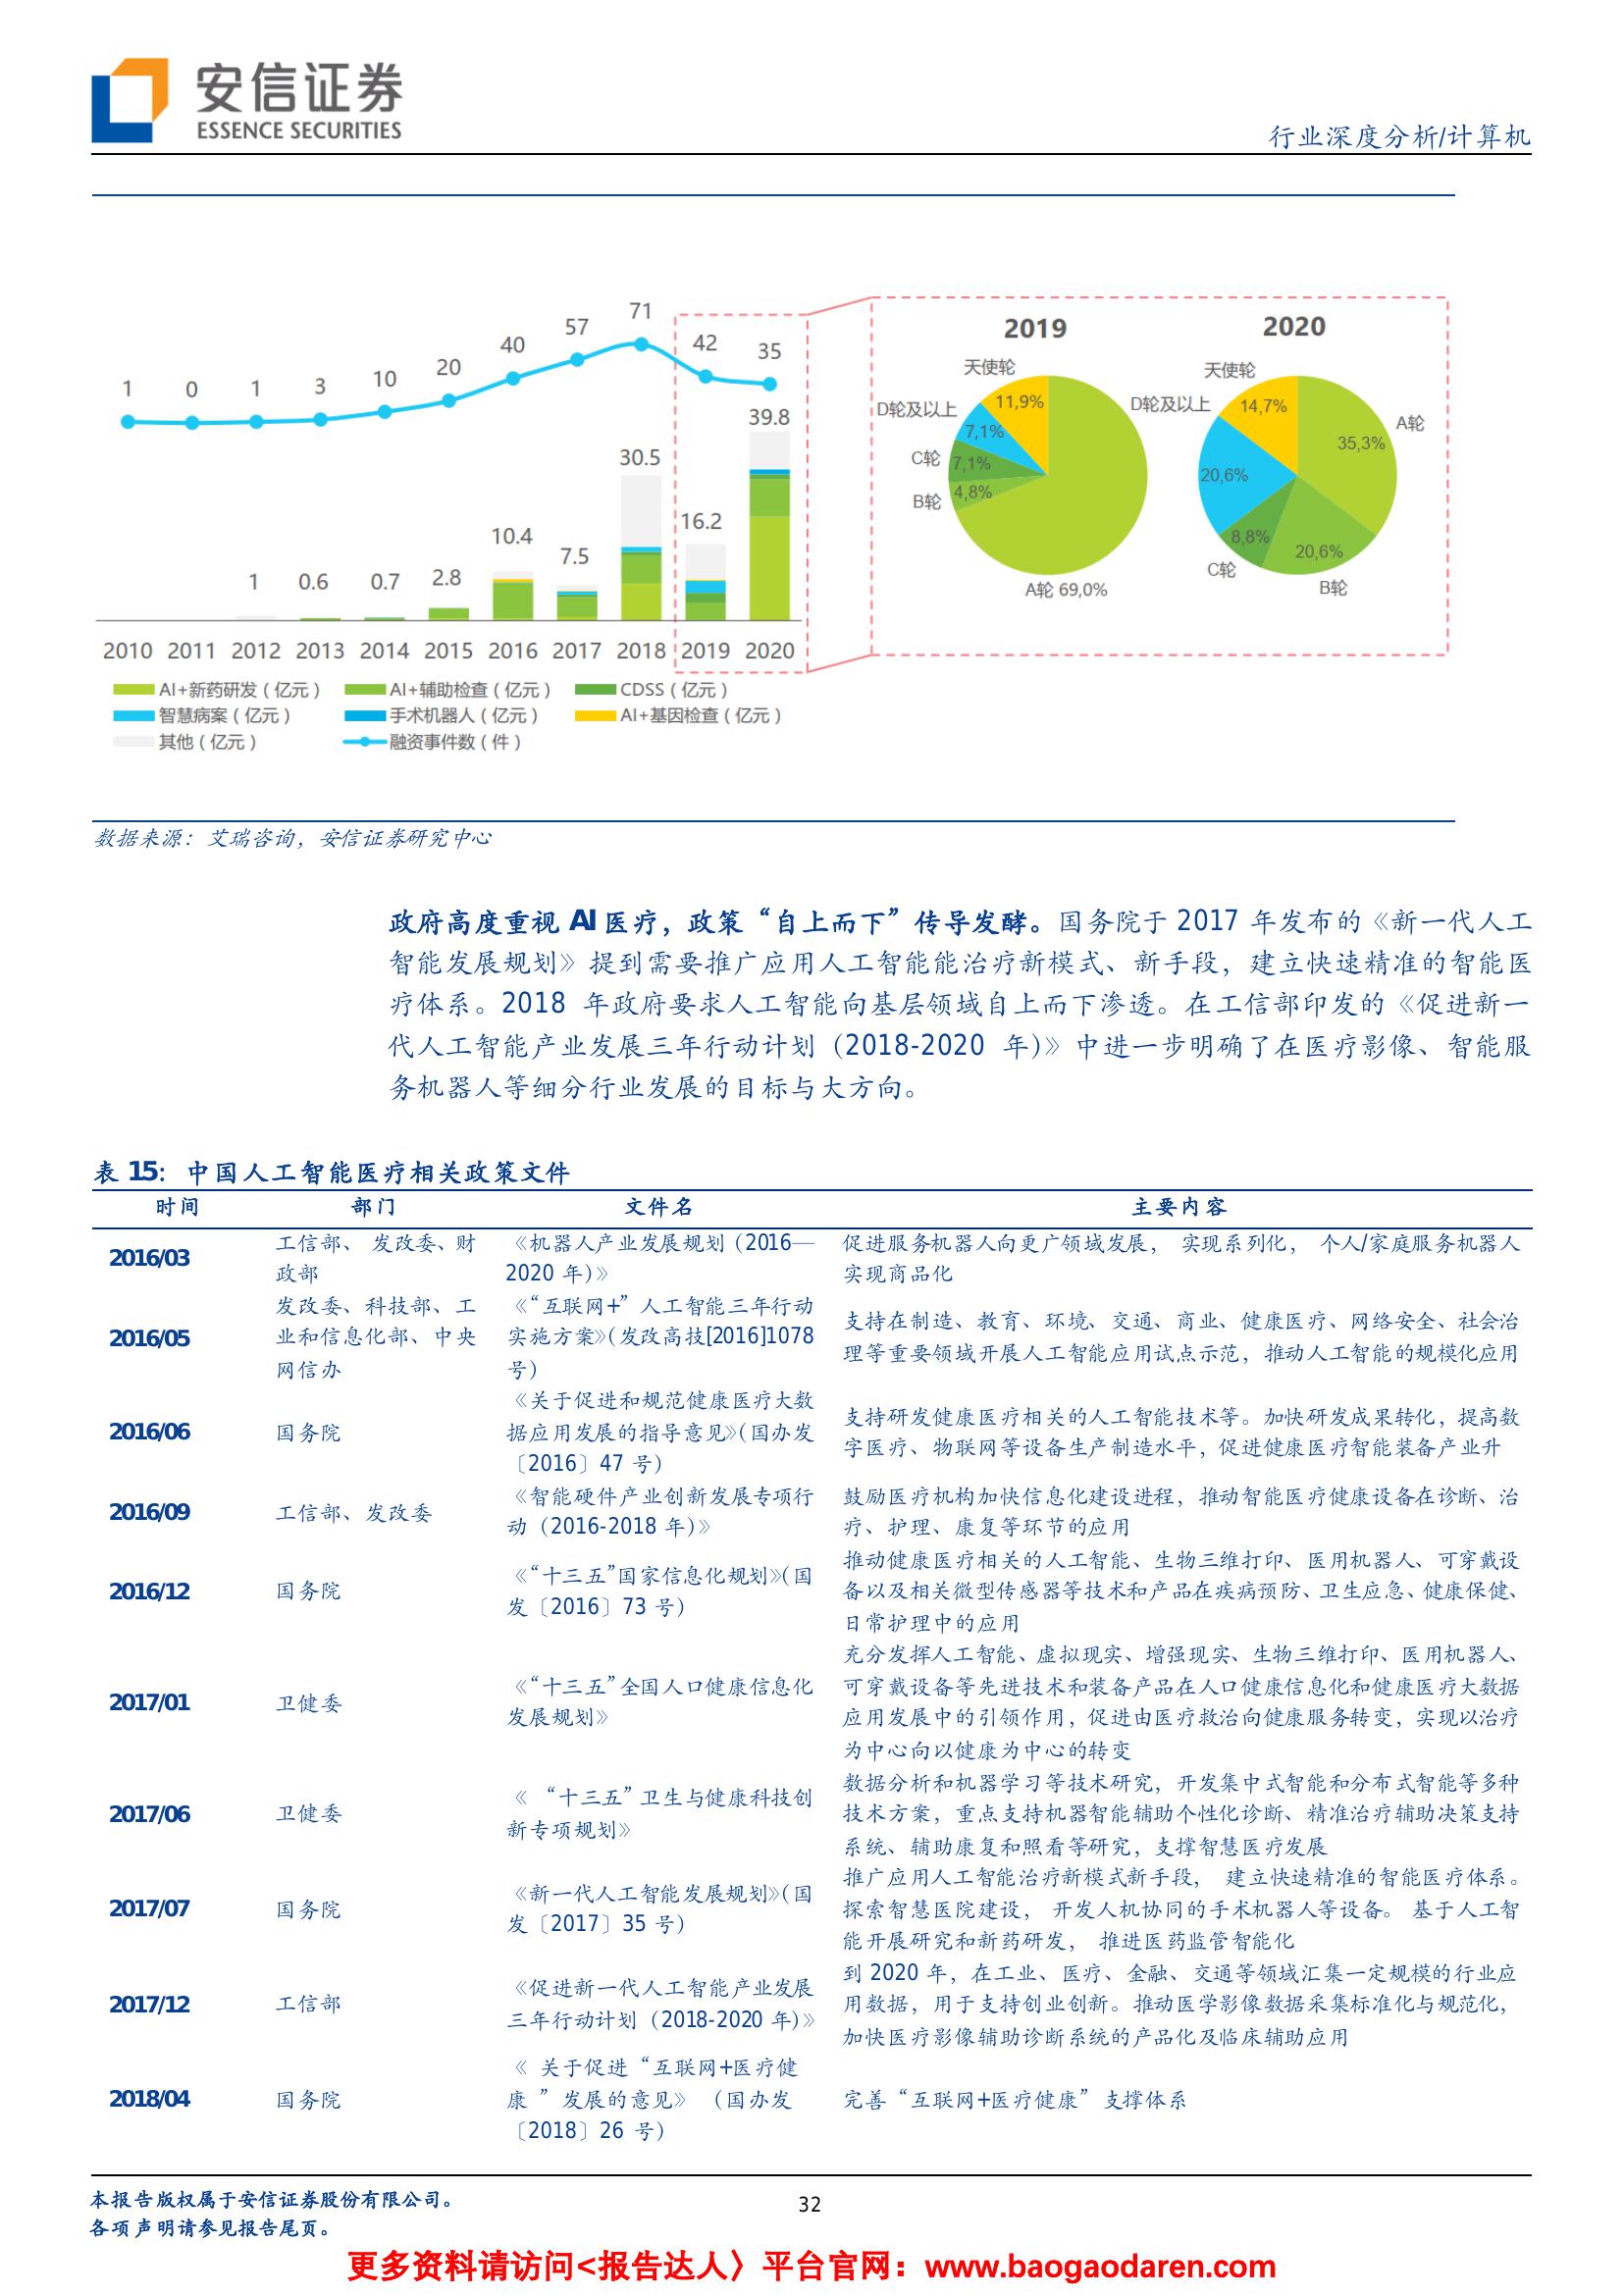 安信证券
ESSENCE SECURITIES
行业深度分析/计算机
1 0 1 3 10 20 40 57 71 42 35
1 0.6 0.7 2.8 10.4 7.5 30.5 16.2 39.8
2010 2011 2012 2013 2014 2015 2016 2017 2018 2019 2020
AI+新药研发（亿元） AI+辅助检查（亿元） CDSS（亿元）
智慧病案（亿元） 手术机器人（亿元） AI+基因检查（亿元）
其他（亿元） 融资事件数（件）
2019
天使轮
11,9%
D轮及以上
7,1%
C轮
7,1%
B轮
4,8%
A轮 69,0%
2020
天使轮
14,7%
D轮及以上
20,6%
A轮
35,3%
C轮
8,8%
B轮
20,6%
数据来源：艾瑞咨询，安信证券研究中心
政府高度重视 AI 医疗，政策“自上而下”传导发酵。国务院于 2017 年发布的《新一代人工
智能发展规划》提到需要推广应用人工智能能治疗新模式、新手段，建立快速精准的智能医
疗体系。2018 年政府要求人工智能向基层领域自上而下渗透。在工信部印发的《促进新一
代人工智能产业发展三年行动计划（2018-2020 年）》中进一步明确了在医疗影像、智能服
务机器人等细分行业发展的目标与大方向。
表 15：中国人工智能医疗相关政策文件
时间 部门 文件名 主要内容
2016/03
工信部、 发改委、财
政部
《机器人产业发展规划（2016—
2020 年）》
促进服务机器人向更广领域发展， 实现系列化， 个人/家庭服务机器人
实现商品化
2016/05
发改委、科技部、工
业和信息化部、中央
网信办
《“互联网+”人工智能三年行动
实施方案》（发改高技[2016]1078
号）
支持在制造、教育、环境、交通、商业、健康医疗、网络安全、社会治
理等重要领域开展人工智能应用试点示范，推动人工智能的规模化应用
2016/06
国务院
《关于促进和规范健康医疗大数
据应用发展的指导意见》（国办发
〔2016〕47 号）
支持研发健康医疗相关的人工智能技术等。加快研发成果转化，提高数
字医疗、物联网等设备生产制造水平，促进健康医疗智能装备产业升
2016/09
工信部、发改委
《智能硬件产业创新发展专项行
动（2016-2018 年）》
鼓励医疗机构加快信息化建设进程，推动智能医疗健康设备在诊断、治
疗、护理、康复等环节的应用
2016/12
国务院
《“十三五”国家信息化规划》（国
发〔2016〕73 号）
推动健康医疗相关的人工智能、生物三维打印、医用机器人、可穿戴设
备以及相关微型传感器等技术和产品在疾病预防、卫生应急、健康保健、
日常护理中的应用
2017/01
卫健委
《“十三五”全国人口健康信息化
发展规划》
充分发挥人工智能、虚拟现实、增强现实、生物三维打印、医用机器人、
可穿戴设备等先进技术和装备产品在人口健康信息化和健康医疗大数据
应用发展中的引领作用，促进由医疗救治向健康服务转变，实现以治疗
为中心向以健康为中心的转变
2017/06
卫健委
《 “十三五”卫生与健康科技创
新专项规划》
数据分析和机器学习等技术研究，开发集中式智能和分布式智能等多种
技术方案，重点支持机器智能辅助个性化诊断、精准治疗辅助决策支持
系统、辅助康复和照看等研究，支撑智慧医疗发展
2017/07
国务院
《新一代人工智能发展规划》（国
发〔2017〕35 号）
推广应用人工智能治疗新模式新手段， 建立快速精准的智能医疗体系。
探索智慧医院建设， 开发人机协同的手术机器人等设备。 基于人工智
能开展研究和新药研发， 推进医药监管智能化
2017/12
工信部
《促进新一代人工智能产业发展
三年行动计划（2018-2020 年）》
到 2020 年，在工业、医疗、金融、交通等领域汇集一定规模的行业应
用数据，用于支持创业创新。推动医学影像数据采集标准化与规范化，
加快医疗影像辅助诊断系统的产品化及临床辅助应用
2018/04
国务院
《 关于促进“互联网+医疗健
康 ”发展的意见》 （国办发
〔2018〕26 号）
完善“互联网+医疗健康”支撑体系
本报告版权属于安信证券股份有限公司。
各项声明请参见报告尾页。
32
更多资料请访问<报告达人〉平台官网：www.baogaodaren.com